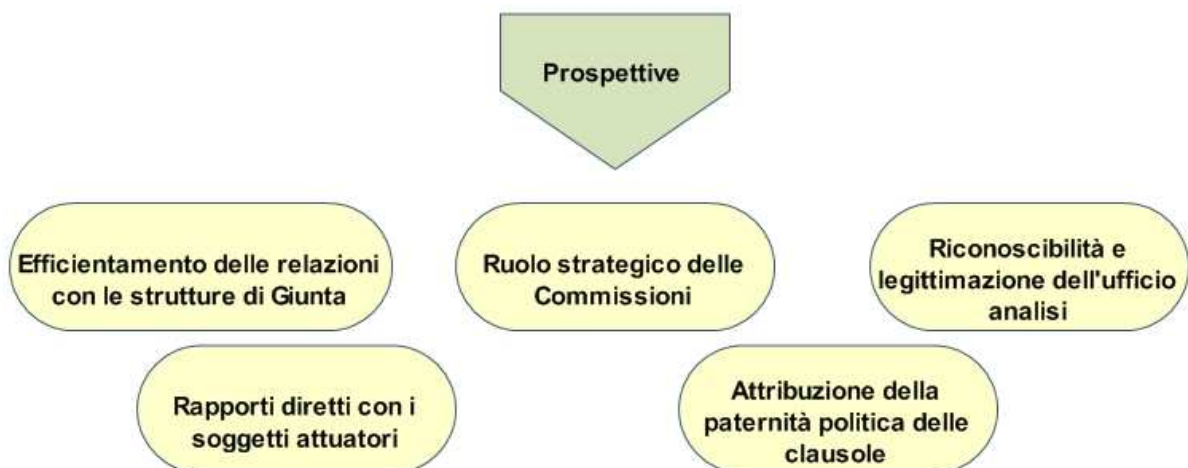 Prospettive
Efficientamento delle relazioni
con le strutture di Giunta
Ruolo strategico delle
Commissioni
Riconoscibilità e
legittimazione dell'ufficio
analisi
Rapporti diretti con i
soggetti attuatori
Attribuzione della
paternità politica delle
clausole